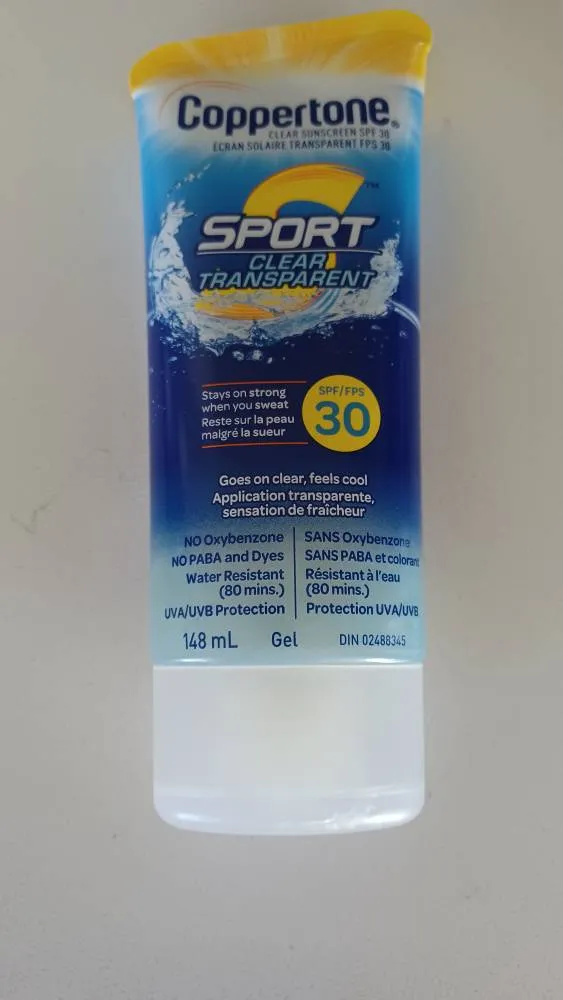 Coppertone®
CLEAR SUNSCREEN SPF 30
ÉCRAN SOLAIRE TRANSPARENT FPS 30
SPORT™
CLEAR
TRANSPARENT
Stays on strong
when you sweat
Reste sur la peau
malgré la sueur
SPF/FPS
30
Goes on clear, feels cool
Application transparente,
sensation de fraîcheur
NO Oxybenzone
NO PABA and Dyes
Water Resistant
(80 mins.)
UVA/UVB Protection
SANS Oxybenzone
SANS PABA et colorant
Résistant à l'eau
(80 mins.)
Protection UVA/UVB
148 mL Gel DIN 02488345